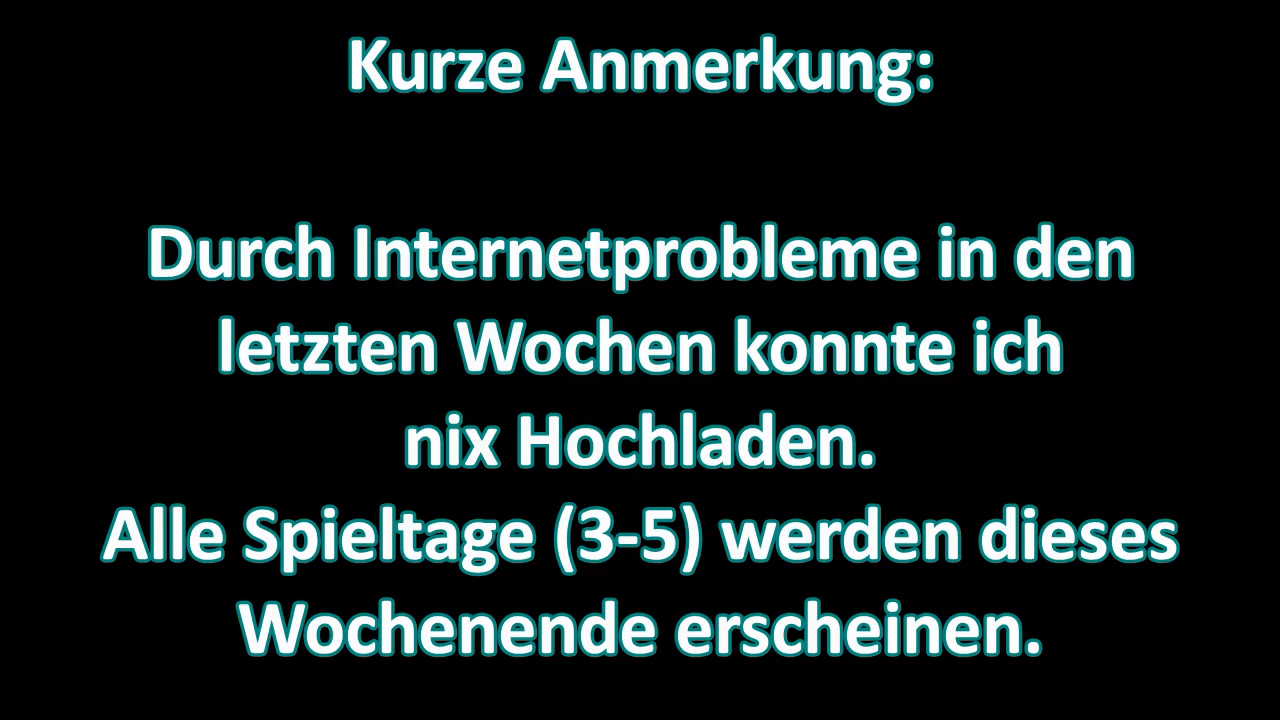 Kurze Anmerkung:
Durch Internetprobleme in den
letzten Wochen konnte ich
nix Hochladen.
Alle Spieltage (3-5) werden dieses
Wochenende erscheinen.